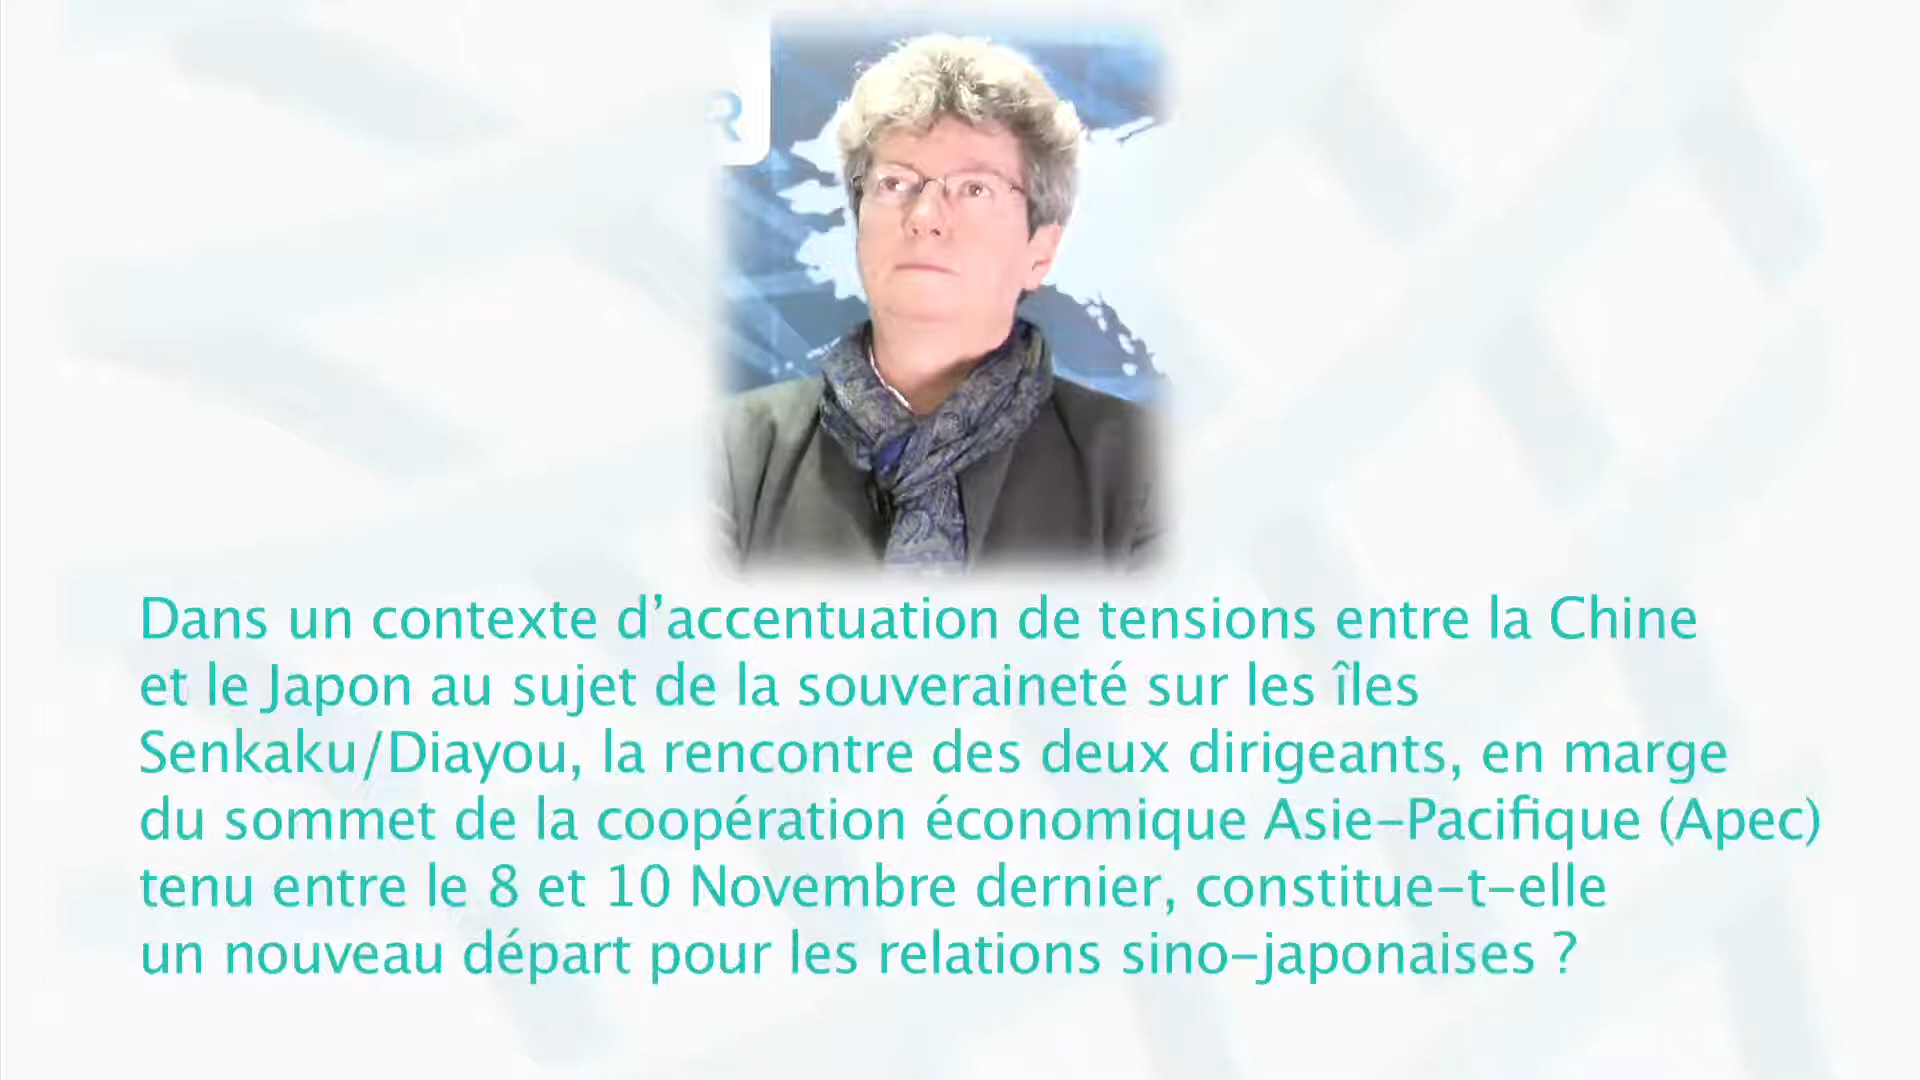 R
Dans un contexte d’accentuation de tensions entre la Chine
et le Japon au sujet de la souveraineté sur les îles
Senkaku/Diayou, la rencontre des deux dirigeants, en marge
du sommet de la coopération économique Asie-Pacifique (Apec)
tenu entre le 8 et 10 Novembre dernier, constitue-t-elle
un nouveau départ pour les relations sino-japonaises ?